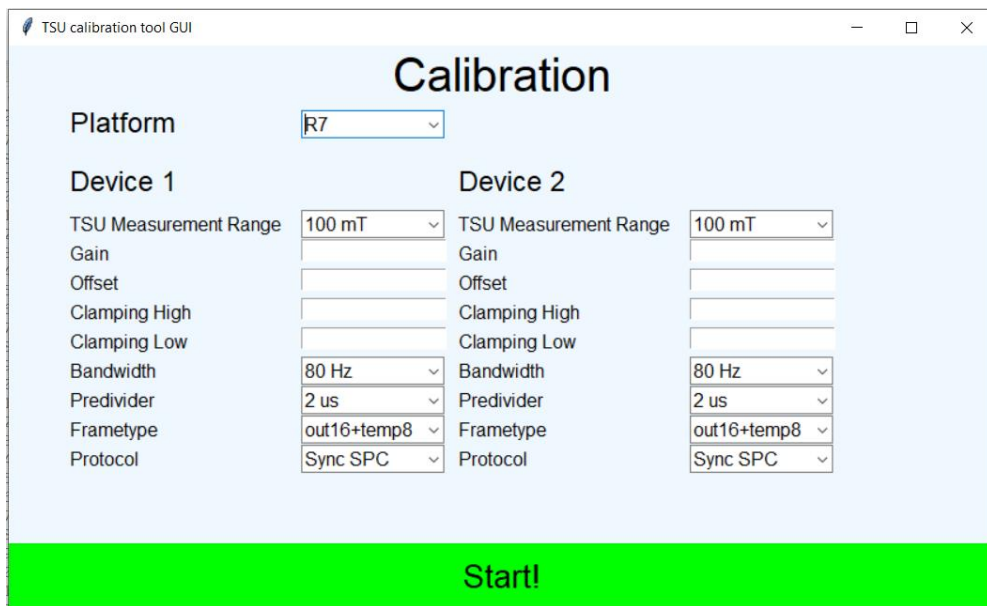 TSU calibration tool GUI
Calibration
Platform R7
Device 1 Device 2
TSU Measurement Range 100 mT TSU Measurement Range 100 mT
Gain Gain
Offset Offset
Clamping High Clamping High
Clamping Low Clamping Low
Bandwidth 80 Hz Bandwidth 80 Hz
Predivider 2 us Predivider 2 us
Frametype out16+temp8 Frametype out16+temp8
Protocol Sync SPC Protocol Sync SPC
Start!